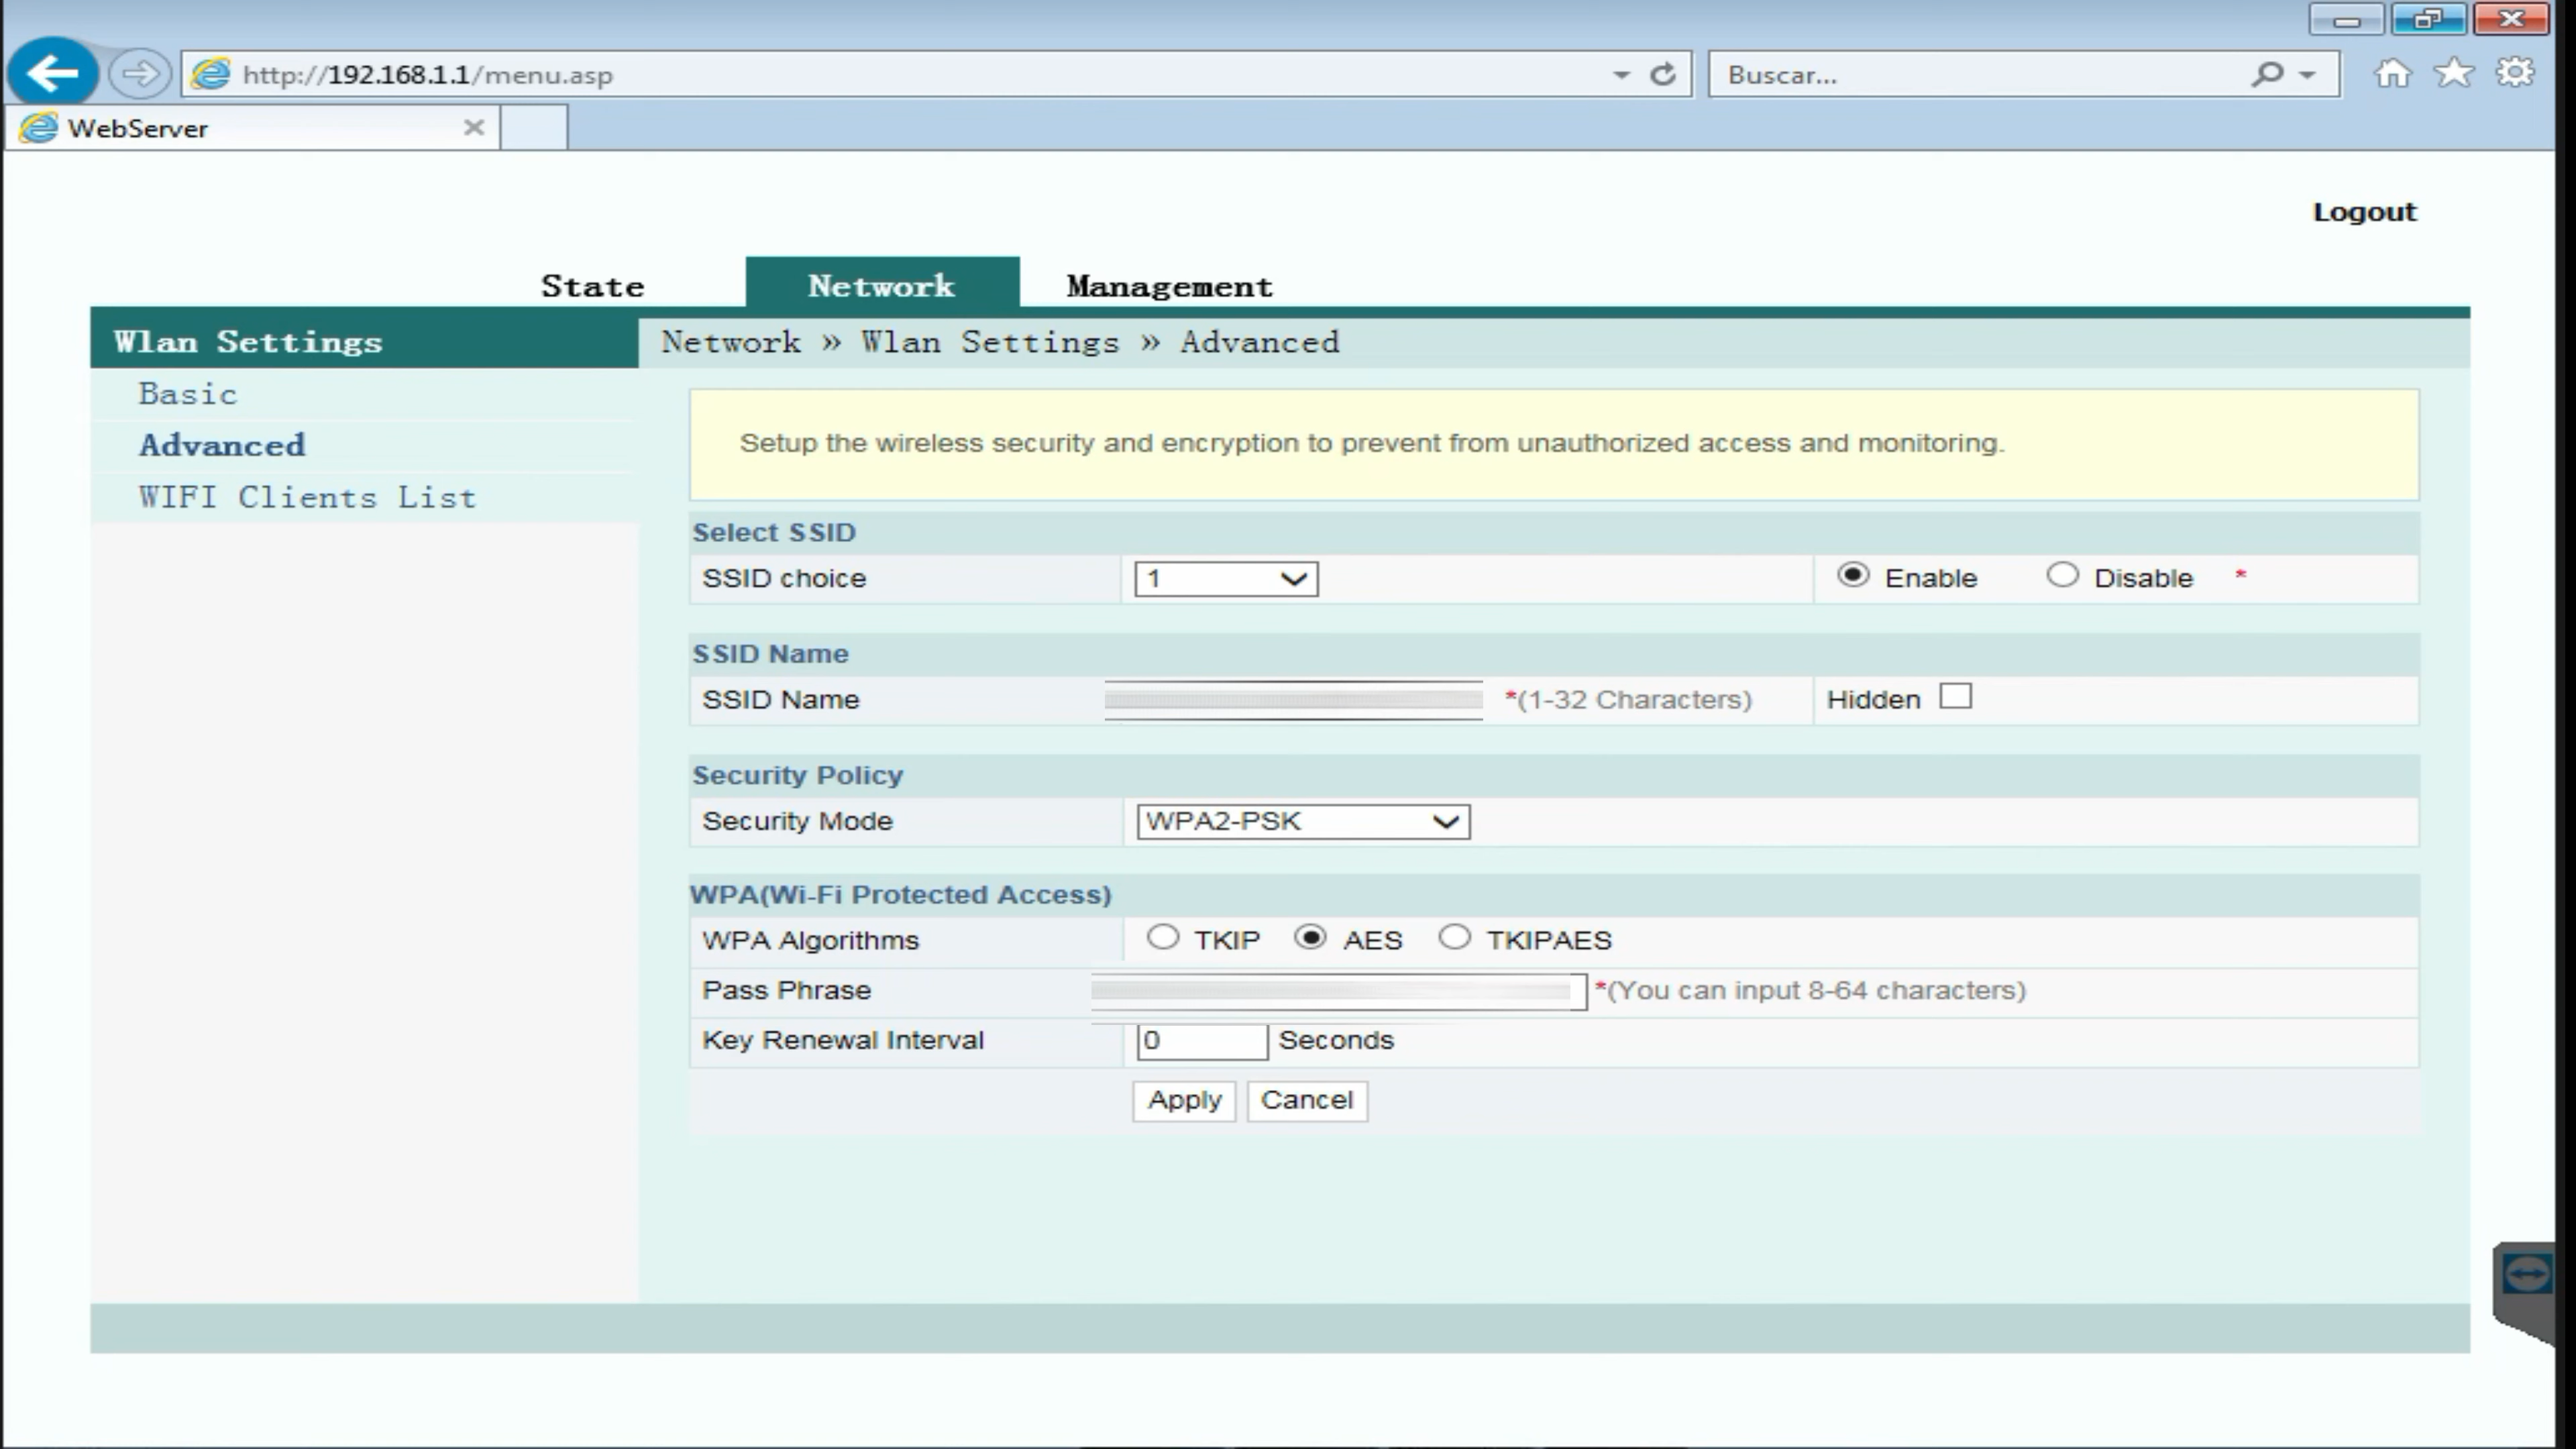 http://192.168.1.1/menu.asp
Buscar...
WebServer
Logout
State Network Management
Wlan Settings
Network » Wlan Settings » Advanced
Basic
Advanced
WIFI Clients List
Setup the wireless security and encryption to prevent from unauthorized access and monitoring.
Select SSID
SSID choice 1 Enable Disable *
SSID Name
SSID Name *(1-32 Characters) Hidden
Security Policy
Security Mode WPA2-PSK
WPA(Wi-Fi Protected Access)
WPA Algorithms TKIP AES TKIPAES
Pass Phrase *(You can input 8-64 characters)
Key Renewal Interval 0 Seconds
Apply Cancel